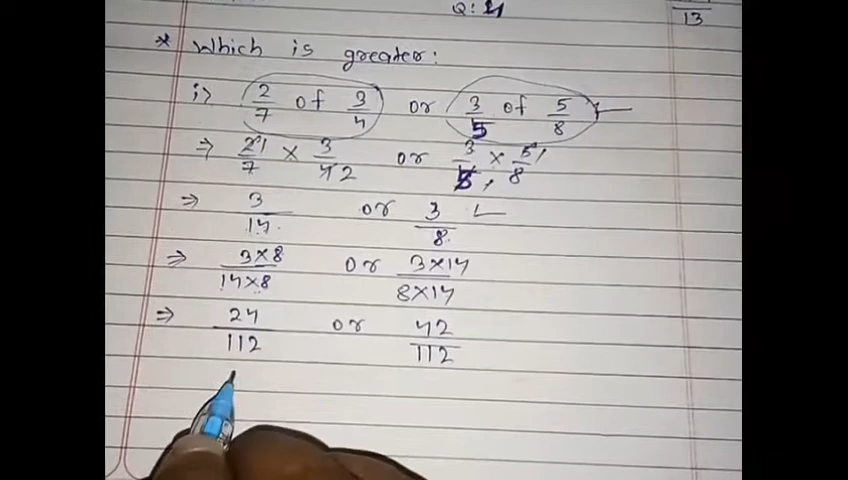 Q: 4
13
* Which is greater:
i) 2/7 of 3/4 or 3/5 of 5/8
⇒ 2/7 × 3/4 2 or 3/5 × 5/8
⇒ 3/14 or 3/8
⇒ 3×8/14×8 or 3×14/8×14
⇒ 24/112 or 42/112